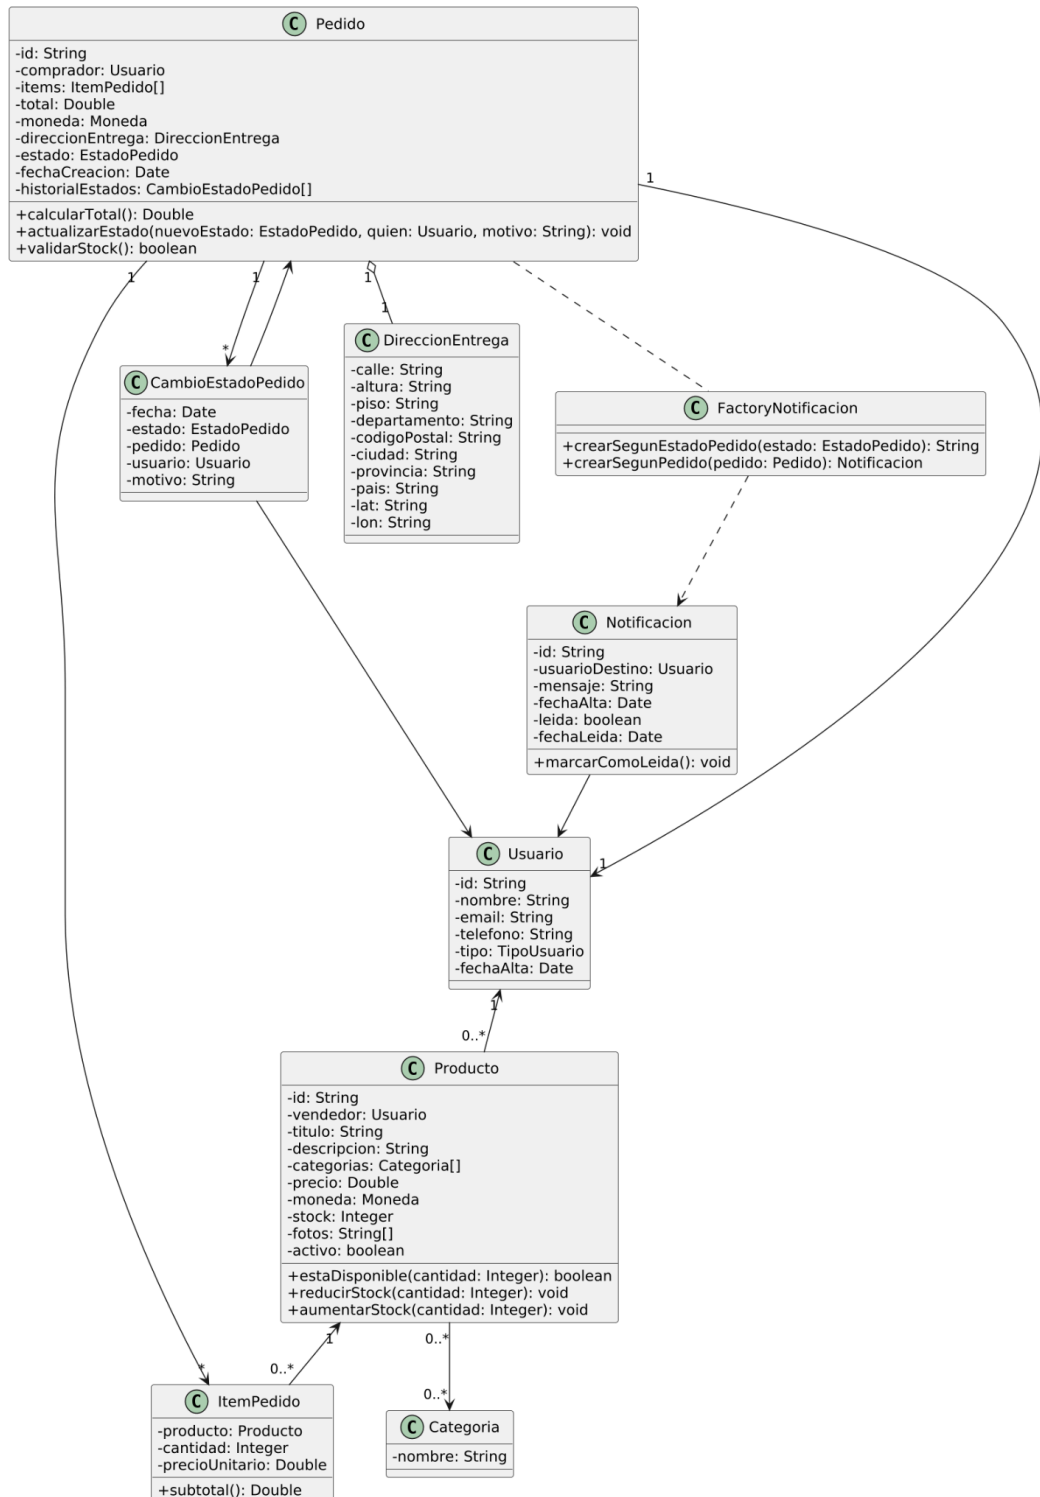 C Pedido
-id: String
-comprador: Usuario
-items: ItemPedido[]
-total: Double
-moneda: Moneda
-direccionEntrega: DireccionEntrega
-estado: EstadoPedido
-fechaCreacion: Date
-historialEstados: CambioEstadoPedido[]
+calcularTotal(): Double
+actualizarEstado(nuevoEstado: EstadoPedido, quien: Usuario, motivo: String): void
+validarStock(): boolean
1
1
1
1
1
*
C DireccionEntrega
-calle: String
-altura: String
-piso: String
-departamento: String
-codigoPostal: String
-ciudad: String
-provincia: String
-pais: String
-lat: String
-lon: String
C CambioEstadoPedido
-fecha: Date
-estado: EstadoPedido
-pedido: Pedido
-usuario: Usuario
-motivo: String
C FactoryNotificacion
+crearSegunEstadoPedido(estado: EstadoPedido): String
+crearSegunPedido(pedido: Pedido): Notificacion
C Notificacion
-id: String
-usuarioDestino: Usuario
-mensaje: String
-fechaAlta: Date
-leida: boolean
-fechaLeida: Date
+marcarComoLeida(): void
C Usuario
1
-id: String
-nombre: String
-email: String
-telefono: String
-tipo: TipoUsuario
-fechaAlta: Date
1
0..*
C Producto
-id: String
-vendedor: Usuario
-titulo: String
-descripcion: String
-categorias: Categoria[]
-precio: Double
-moneda: Moneda
-stock: Integer
-fotos: String[]
-activo: boolean
+estaDisponible(cantidad: Integer): boolean
+reducirStock(cantidad: Integer): void
+aumentarStock(cantidad: Integer): void
1
0..*
*
0..*
0..*
C ItemPedido
-producto: Producto
-cantidad: Integer
-precioUnitario: Double
+subtotal(): Double
C Categoria
-nombre: String